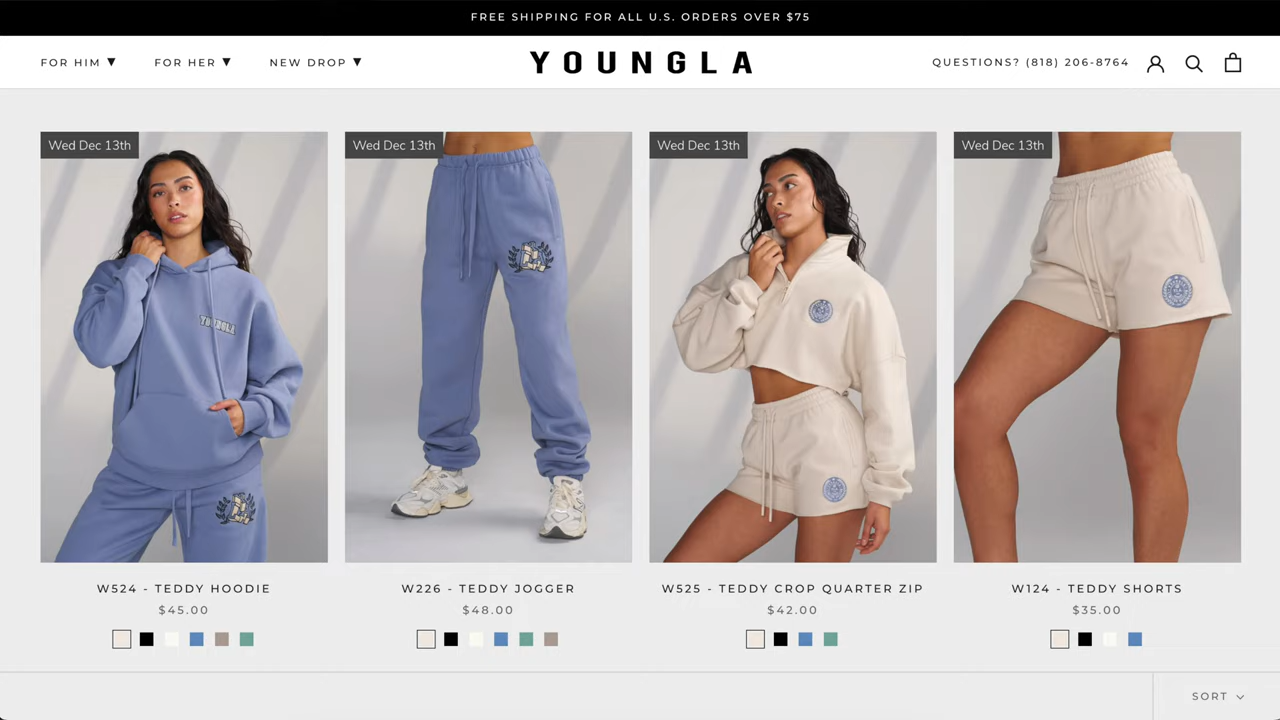 FREE SHIPPING FOR ALL U.S. ORDERS OVER $75
FOR HIM ▼ FOR HER ▼ NEW DROP ▼ YOUNGLA QUESTIONS? (818) 206-8764
Wed Dec 13th Wed Dec 13th Wed Dec 13th Wed Dec 13th
YOUNGLA
W524 - TEDDY HOODIE W226 - TEDDY JOGGER W525 - TEDDY CROP QUARTER ZIP W124 - TEDDY SHORTS
$45.00 $48.00 $42.00 $35.00
SORT